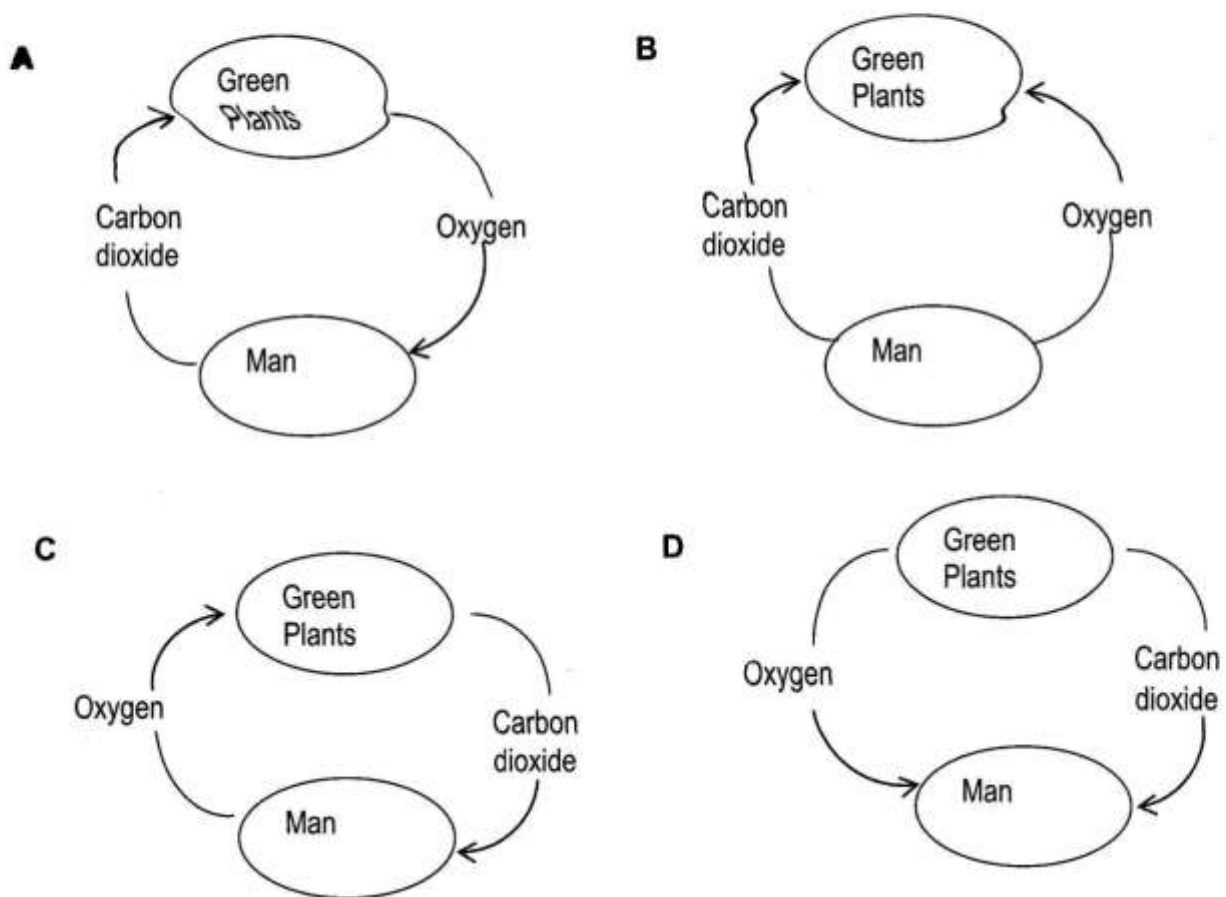 A
Green
Plants
Carbon
dioxide
Oxygen
Man
B
Green
Plants
Carbon
dioxide
Oxygen
Man
C
Green
Plants
Oxygen
Carbon
dioxide
Man
D
Green
Plants
Oxygen
Carbon
dioxide
Man